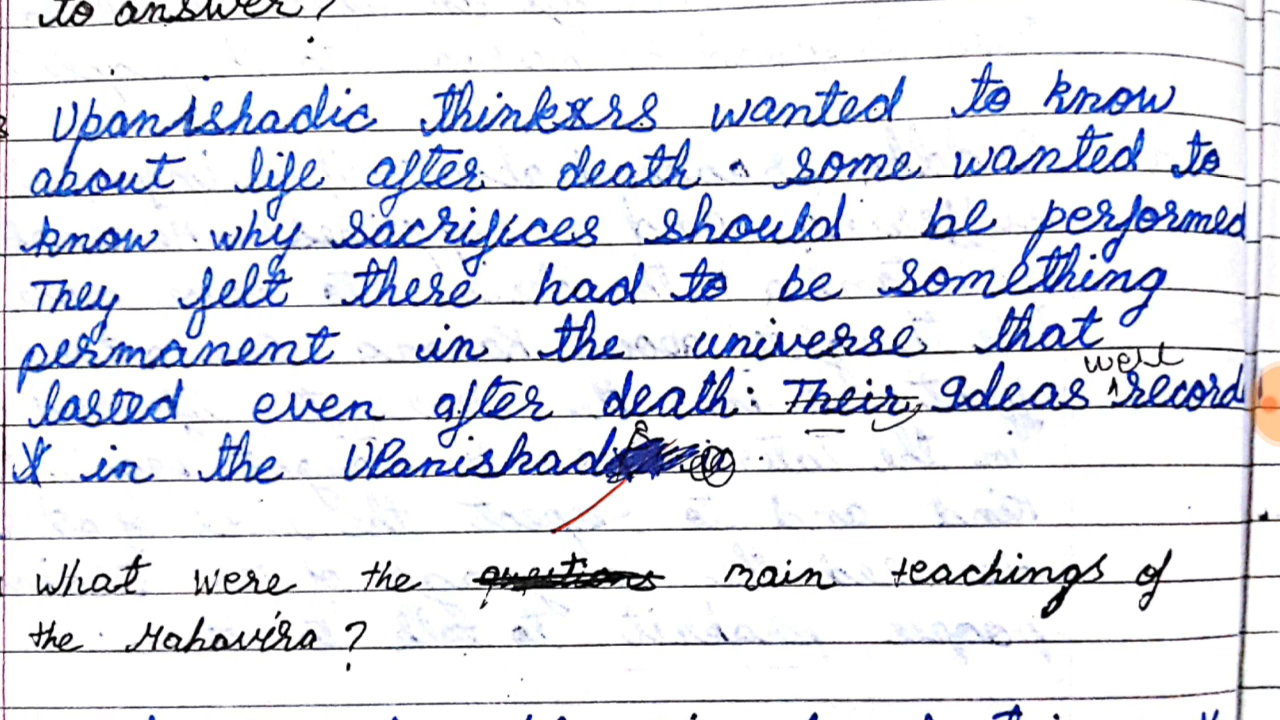 to answer?
Upanishadic thinkers wanted to know
about life after death. some wanted to
know why sacrifices should be performed
They felt there had to be something
permanent in the universe that
lasted even after death: Their Ideas were record
in the UPanishads
What were the questions main teachings of
the Mahavira?